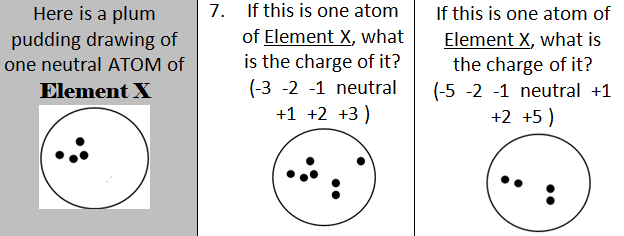 Here is a plum
pudding drawing of
one neutral ATOM of
Element X
7. If this is one atom
of Element X, what
is the charge of it?
(-3 -2 -1 neutral
+1 +2 +3 )
If this is one atom of
Element X, what is
the charge of it?
(-5 -2 -1 neutral +1
+2 +5 )